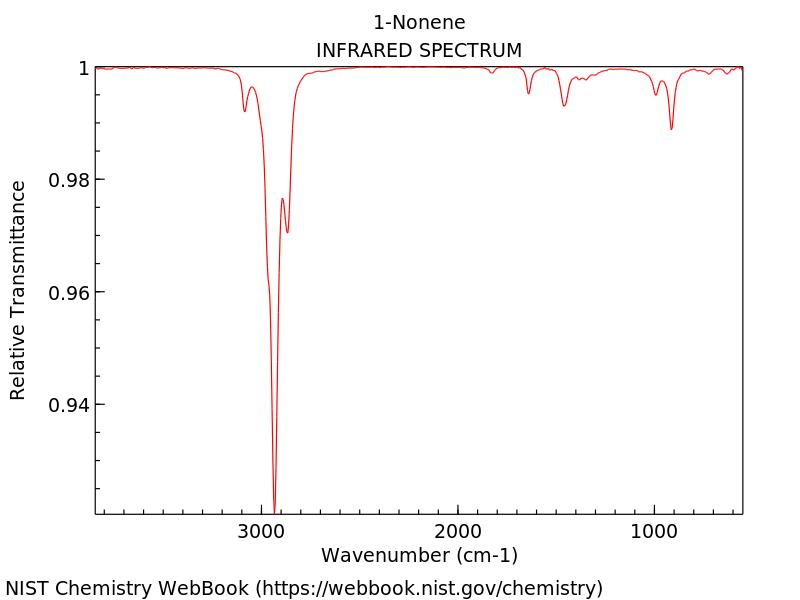 1-Nonene
INFRARED SPECTRUM
1
0.98
0.96
0.94
Relative Transmittance
3000 2000 1000
Wavenumber (cm-1)
NIST Chemistry WebBook (https://webbook.nist.gov/chemistry)